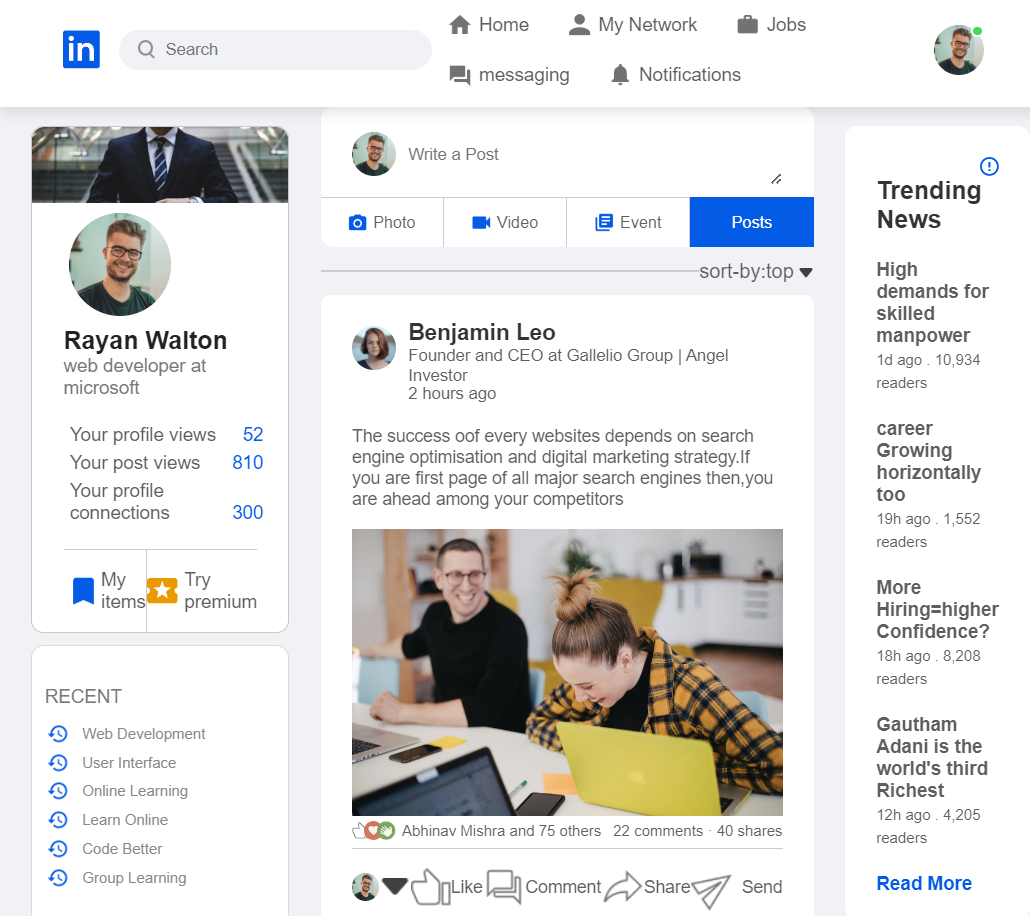 in
Search
Home
My Network
Jobs
messaging
Notifications
Rayan Walton
web developer at
microsoft
Your profile views 52
Your post views 810
Your profile
connections 300
My
items
Try
premium
RECENT
Web Development
User Interface
Online Learning
Learn Online
Code Better
Group Learning
Write a Post
Photo
Video
Event
Posts
sort-by:top
Benjamin Leo
Founder and CEO at Gallelio Group | Angel
Investor
2 hours ago
The success oof every websites depends on search
engine optimisation and digital marketing strategy.If
you are first page of all major search engines then,you
are ahead among your competitors
Abhinav Mishra and 75 others 22 comments · 40 shares
Like
Comment
Share
Send
Trending
News
High
demands for
skilled
manpower
1d ago . 10,934
readers
career
Growing
horizontally
too
19h ago . 1,552
readers
More
Hiring=higher
Confidence?
18h ago . 8,208
readers
Gautham
Adani is the
world's third
Richest
12h ago . 4,205
readers
Read More